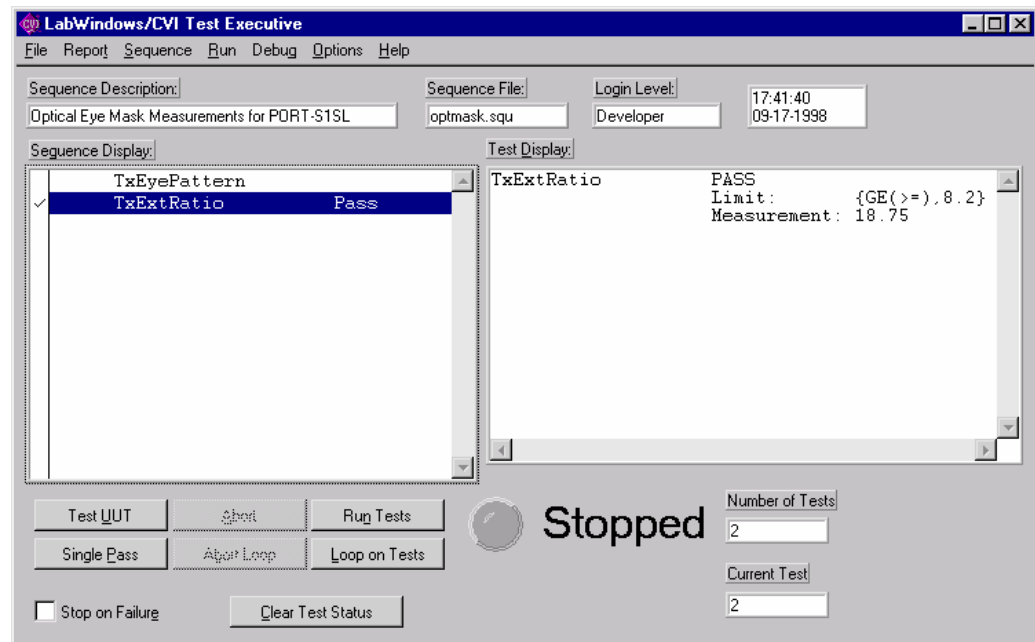 CVI LabWindows/CVI Test Executive
File Report Sequence Run Debug Options Help
Sequence Description:
Optical Eye Mask Measurements for PORT-S1SL
Sequence File:
optmask.squ
Login Level:
Developer
17:41:40
09-17-1998
Sequence Display:
TxEyePattern
TxExtRatio Pass
Test Display:
TxExtRatio PASS
Limit: {GE(>=),8.2}
Measurement: 18.75
Test UUT Abort Run Tests
Single Pass Abort Loop Loop on Tests
Stop on Failure Clear Test Status
Stopped
Number of Tests
2
Current Test
2